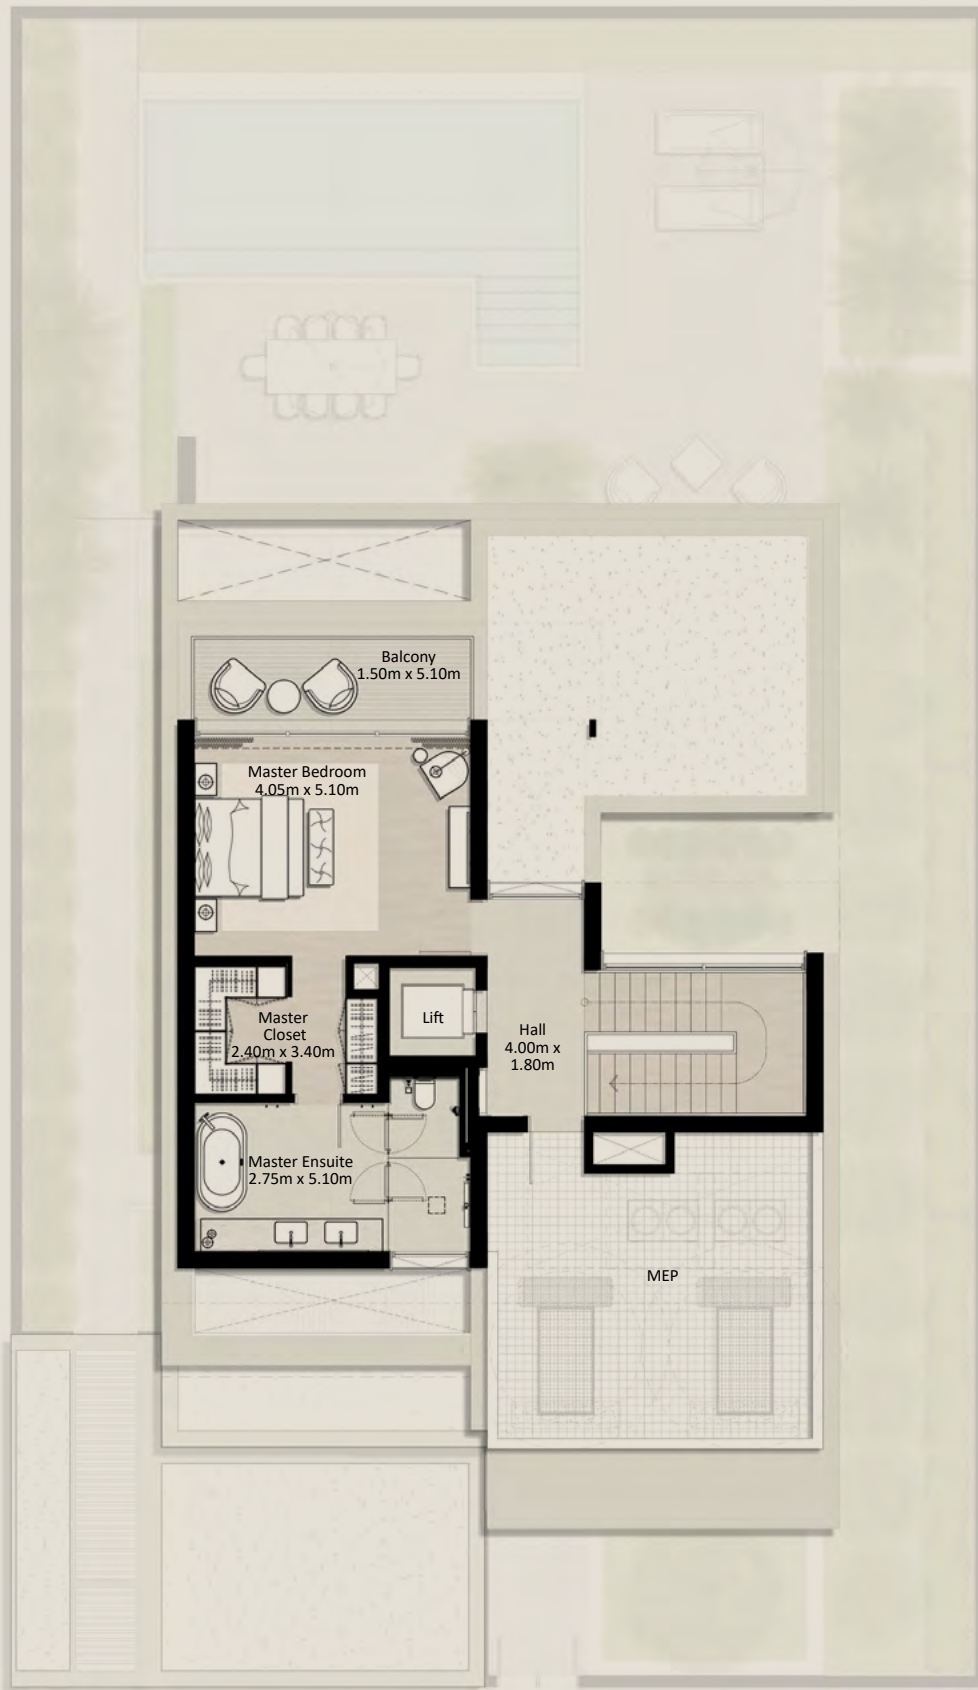 Balcony
1.50m x 5.10m
Master Bedroom
4.05m x 5.10m
Master
Closet
2.40m x 3.40m
Lift
Hall
4.00m x
1.80m
Master Ensuite
2.75m x 5.10m
MEP